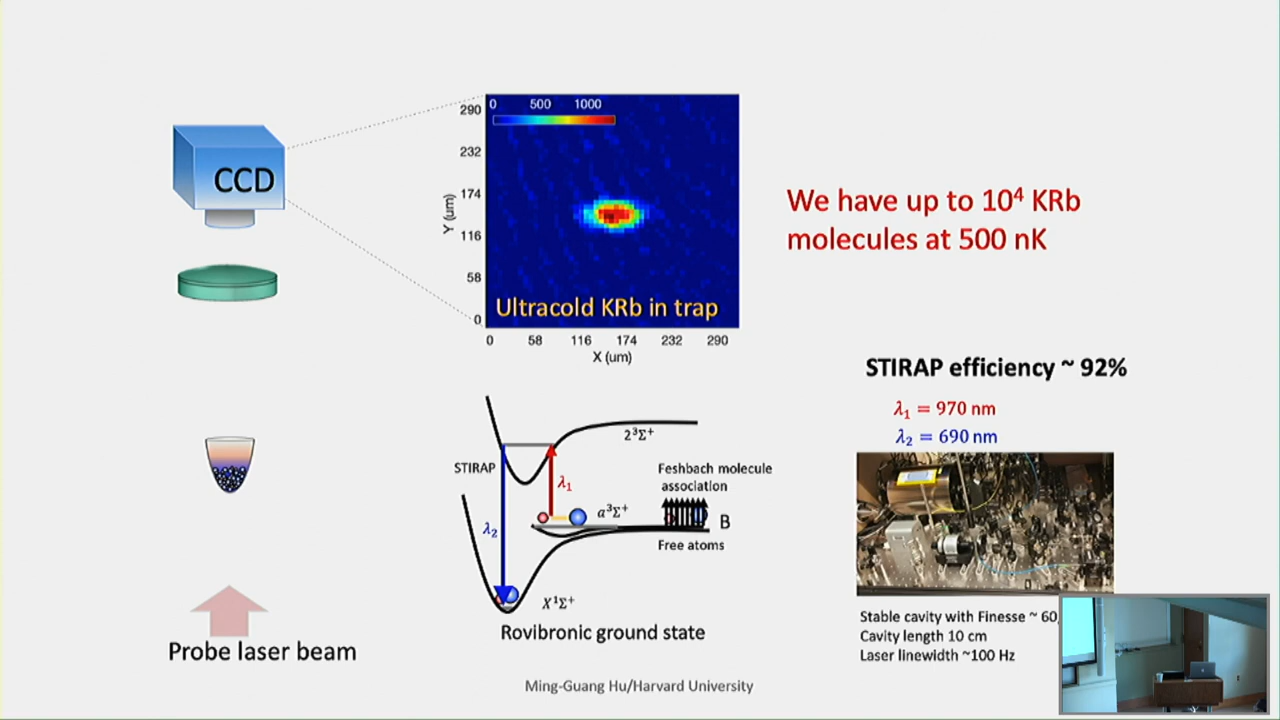 CCD
0 500 1000
290
232
174
116
58
0
Y (um)
0 58 116 174 232 290
X (um)
Ultracold KRb in trap
We have up to 10⁴ KRb
molecules at 500 nK
STIRAP efficiency ~ 92%
λ₁ = 970 nm
λ₂ = 690 nm
2³Σ⁺
STIRAP
λ₁
Feshbach molecule
association
a³Σ⁺
B
λ₂
Free atoms
X¹Σ⁺
Rovibronic ground state
Probe laser beam
Stable cavity with Finesse ~ 60,
Cavity length 10 cm
Laser linewidth ~100 Hz
Ming-Guang Hu/Harvard University